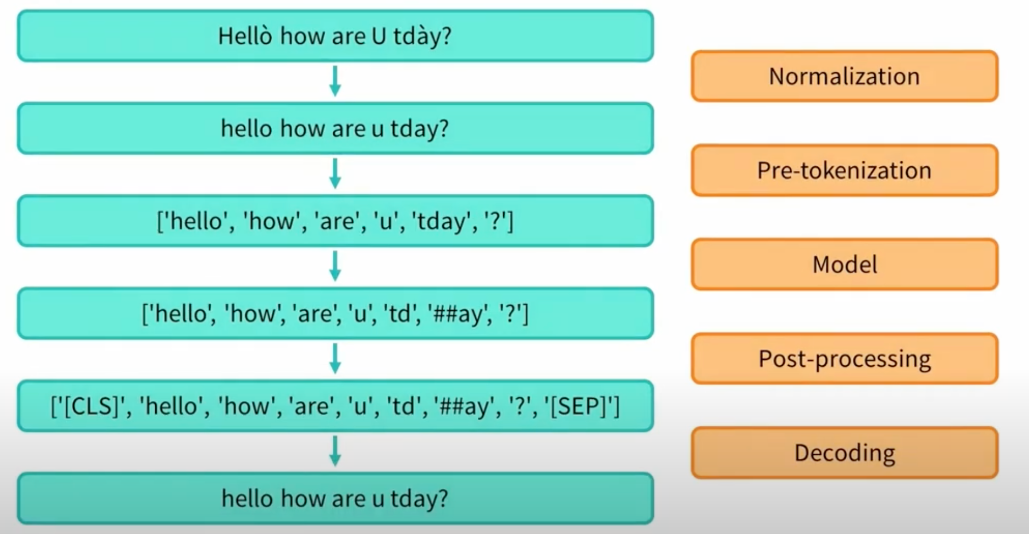 Hellò how are U tdày?
Normalization
hello how are u tday?
Pre-tokenization
['hello', 'how', 'are', 'u', 'tday', '?']
Model
['hello', 'how', 'are', 'u', 'td', '##ay', '?']
Post-processing
['[CLS]', 'hello', 'how', 'are', 'u', 'td', '##ay', '?', '[SEP]']
Decoding
hello how are u tday?